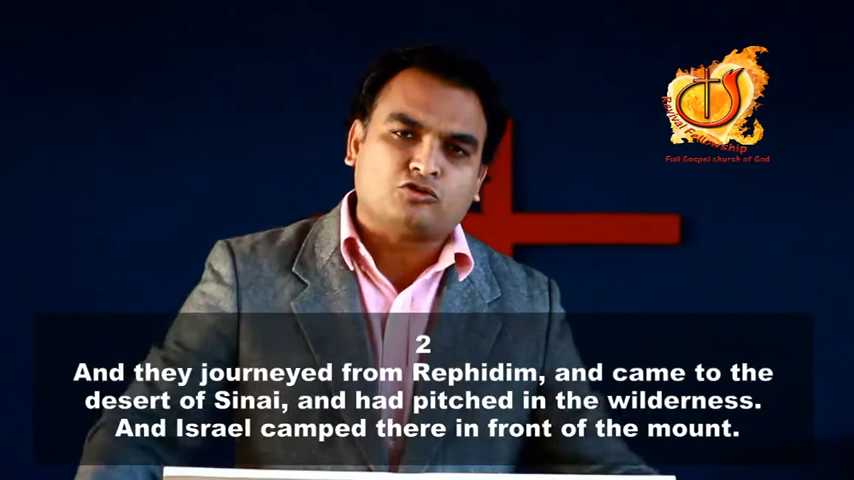 Revival Fellowship
Full Gospel church of God
2
And they journeyed from Rephidim, and came to the
desert of Sinai, and had pitched in the wilderness.
And Israel camped there in front of the mount.